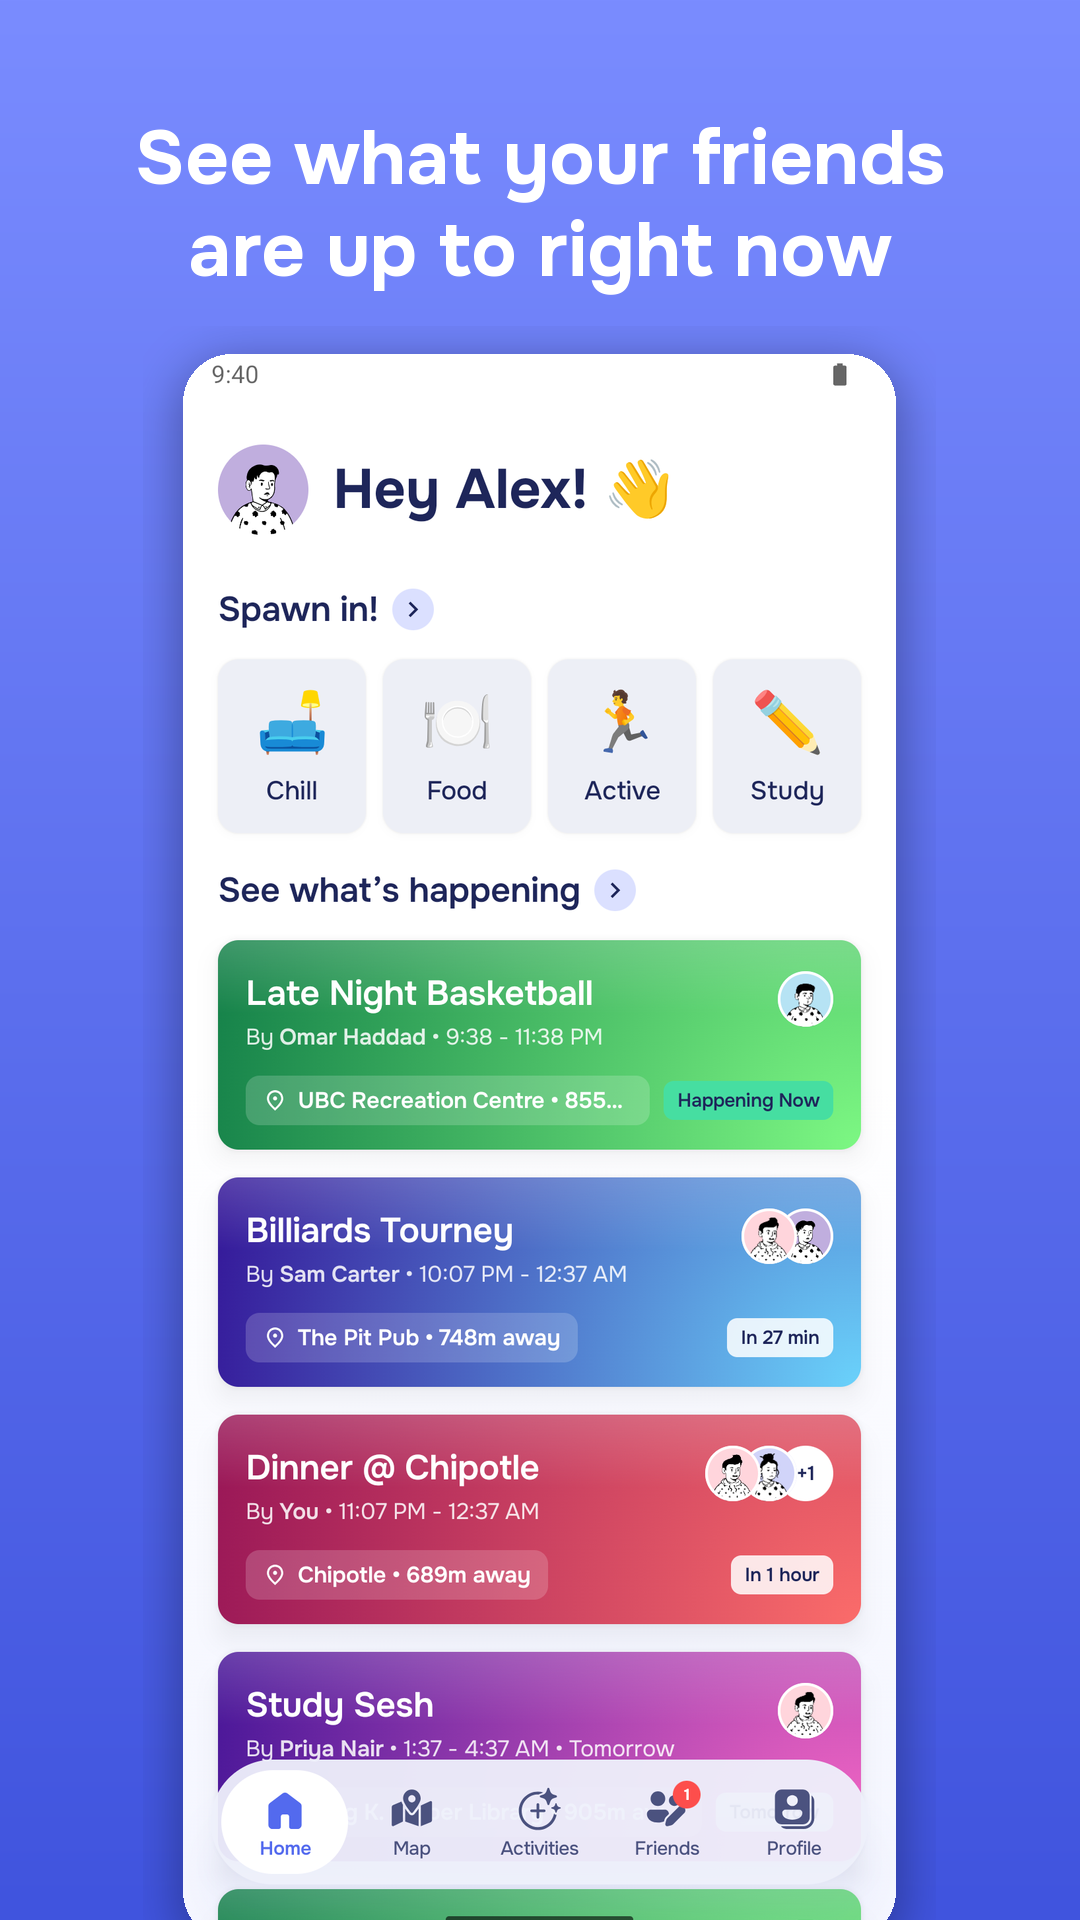 See what your friends
are up to right now
9:40
Hey Alex! 👋
Spawn in!
Chill
Food
Active
Study
See what’s happening
Late Night Basketball
By Omar Haddad • 9:38 - 11:38 PM
UBC Recreation Centre • 855...
Happening Now
Billiards Tourney
By Sam Carter • 10:07 PM - 12:37 AM
The Pit Pub • 748m away
In 27 min
Dinner @ Chipotle
+1
By You • 11:07 PM - 12:37 AM
Chipotle • 689m away
In 1 hour
Study Sesh
By Priya Nair • 1:37 - 4:37 AM • Tomorrow
905m
1
Home
Map
Activities
Friends
Profile